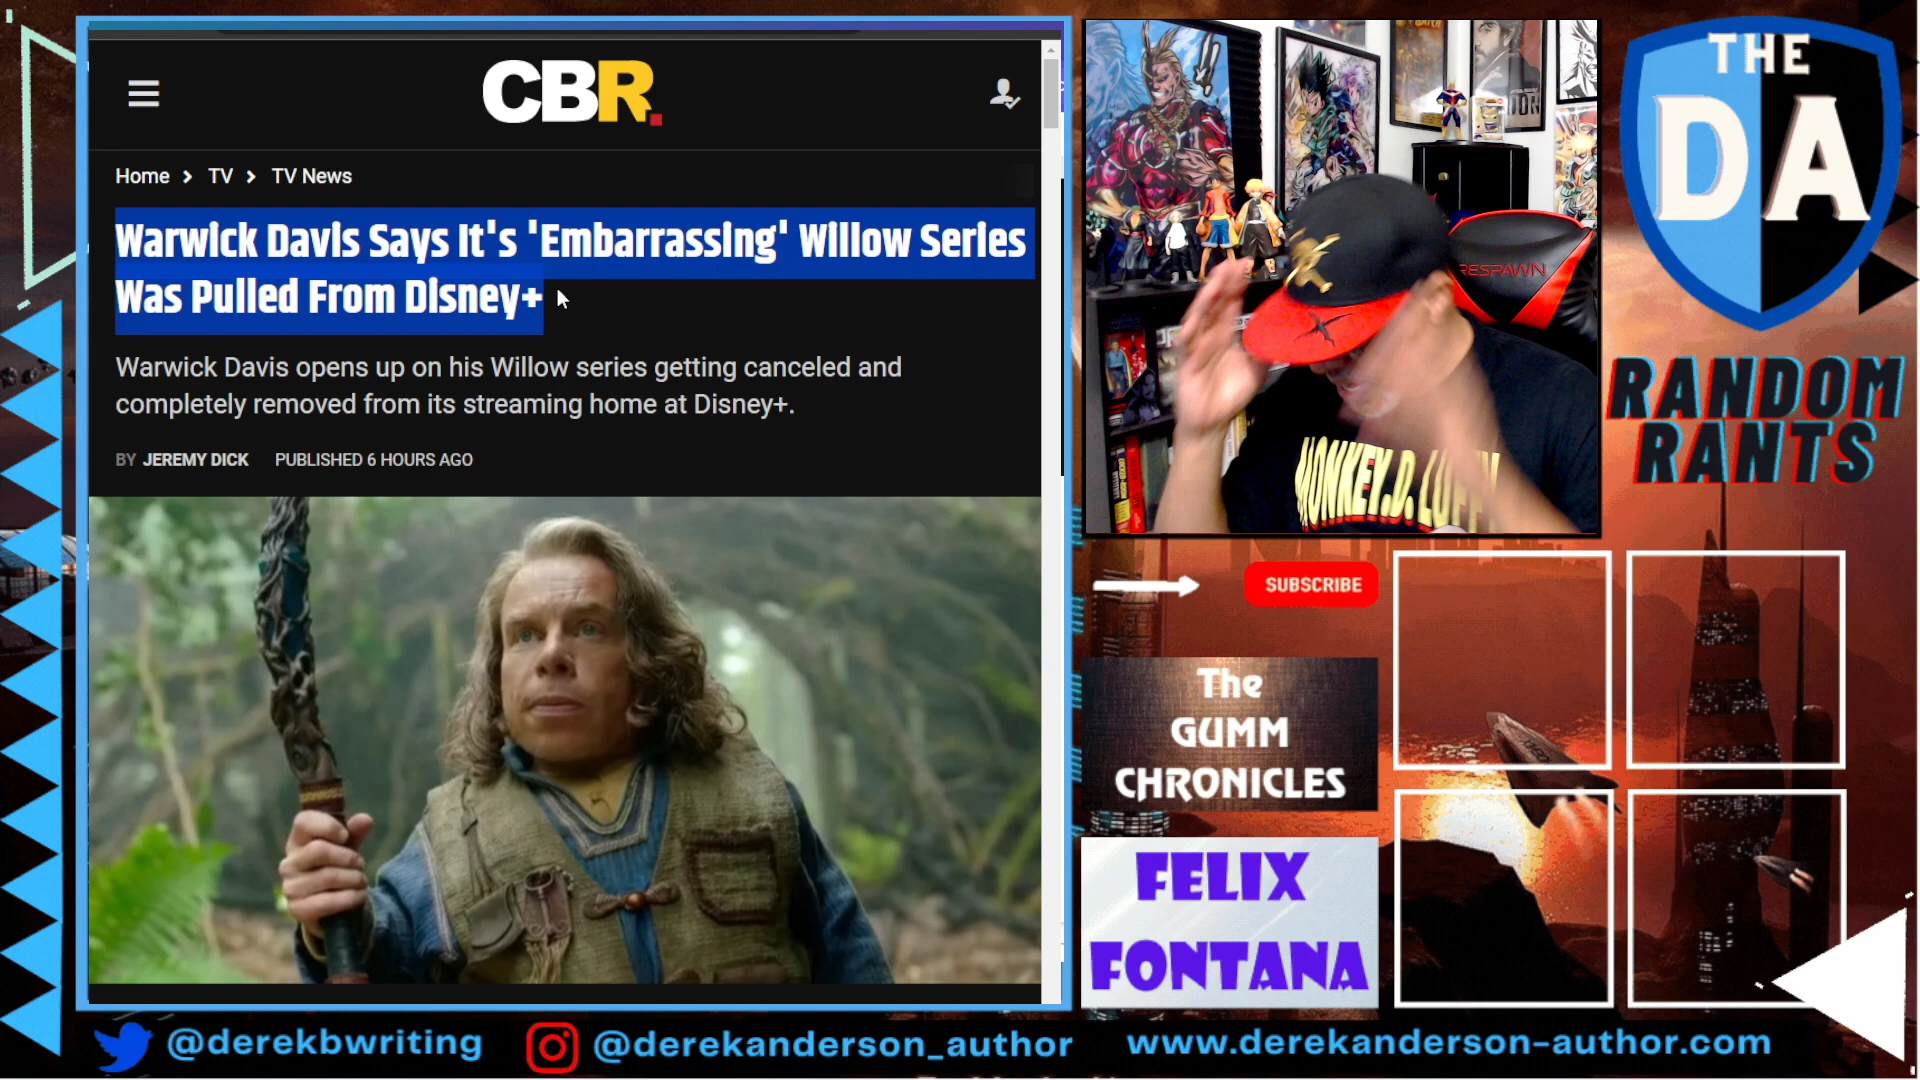 CBR.
Home > TV > TV News
Warwick Davis Says It's 'Embarrassing' Willow Series
Was Pulled From Disney+
Warwick Davis opens up on his Willow series getting canceled and
completely removed from its streaming home at Disney+.
BY JEREMY DICK PUBLISHED 6 HOURS AGO
RESPAWN
MONKEY.D. LUFFY
THE
DA
RANDOM
RANTS
SUBSCRIBE
The
GUMM
CHRONICLES
FELIX
FONTANA
@derekbwriting
@derekanderson_author
www.derekanderson-author.com